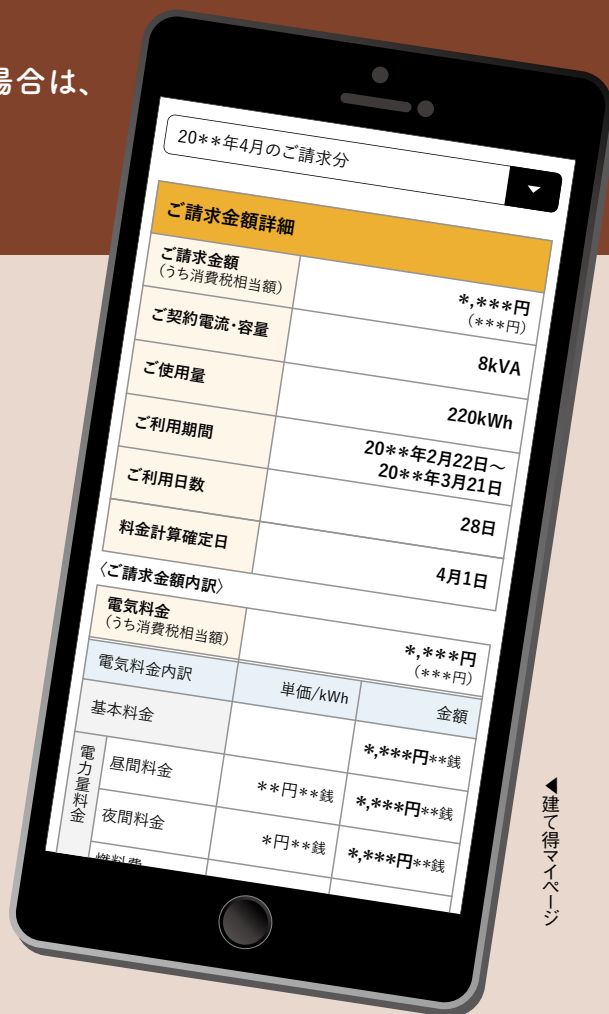 場合は、
20**年4月のご請求分
ご請求金額詳細
ご請求金額
（うち消費税相当額）
*,***円
（***円）
ご契約電流・容量
8kVA
ご使用量
220kWh
ご利用期間
20**年2月22日～
20**年3月21日
ご利用日数
28日
料金計算確定日
4月1日
〈ご請求金額内訳〉
電気料金
（うち消費税相当額）
*,***円
（***円）
電気料金内訳
単価/kWh
金額
基本料金
*,***円**銭
電力量料金
昼間料金
**円**銭
*,***円**銭
夜間料金
*円**銭
*,***円**銭
燃料費
◀建て得マイページ